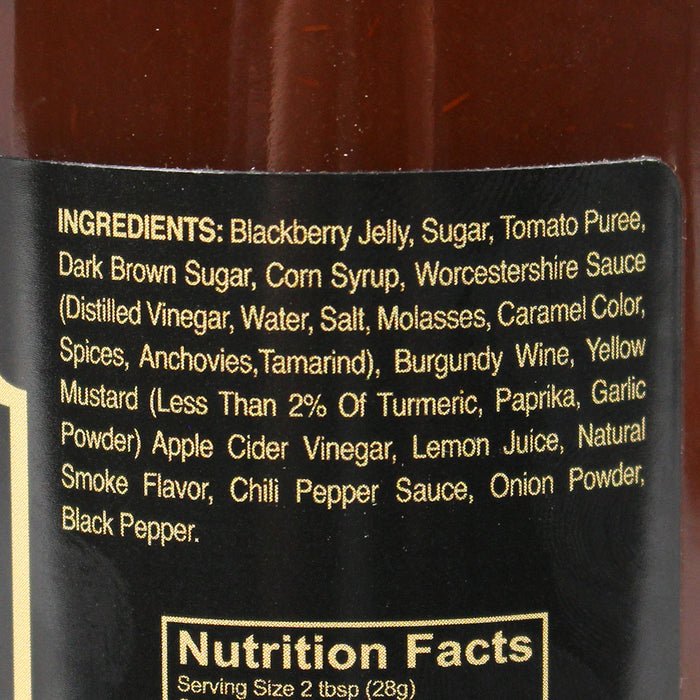 INGREDIENTS: Blackberry Jelly, Sugar, Tomato Puree,
Dark Brown Sugar, Corn Syrup, Worcestershire Sauce
(Distilled Vinegar, Water, Salt, Molasses, Caramel Color,
Spices, Anchovies,Tamarind), Burgundy Wine, Yellow
Mustard (Less Than 2% Of Turmeric, Paprika, Garlic
Powder) Apple Cider Vinegar, Lemon Juice, Natural
Smoke Flavor, Chili Pepper Sauce, Onion Powder,
Black Pepper.
Nutrition Facts
Serving Size 2 tbsp (28g)